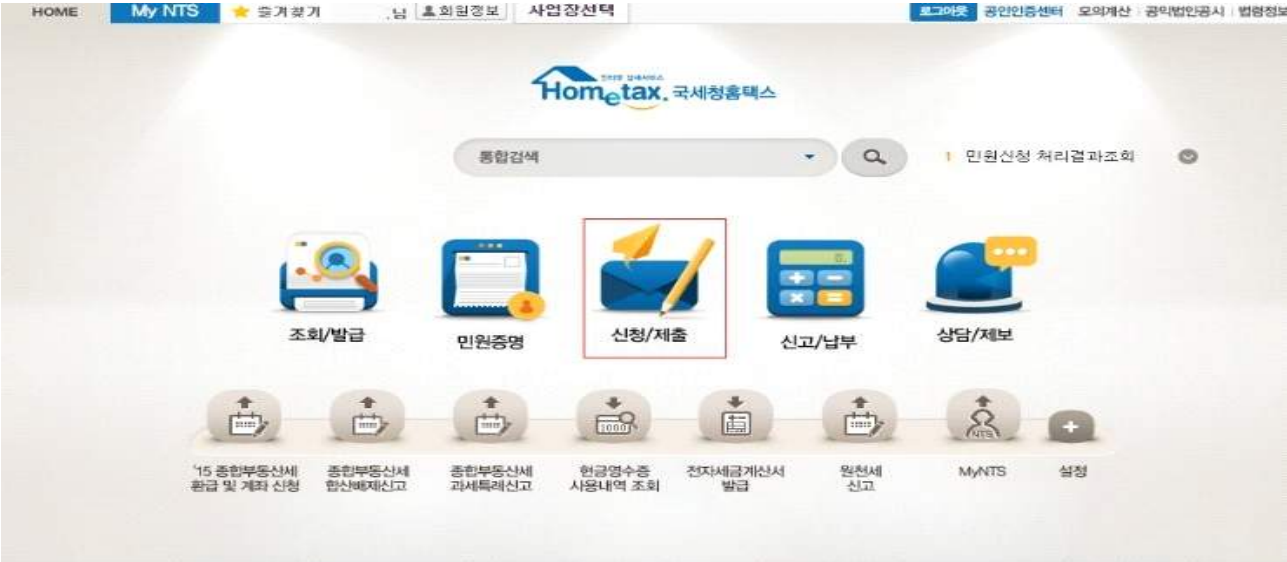 HOME My NTS 즐겨찾기 님 회원정보 사업장선택 로그아웃 공인인증센터 모의계산 공익법인공시 법령정보
Hometax. 국세청홈택스
통합검색 1 민원신청 처리결과조회
조회/발급 민원증명 신청/제출 신고/납부 상담/제보
'15 종합부동산세 종합부동산세 종합부동산세 현금영수증 전자세금계산서 원천세 MyNTS 설정
환급 및 계좌 신청 합산배제신고 과세특례신고 사용내역 조회 발급 신고